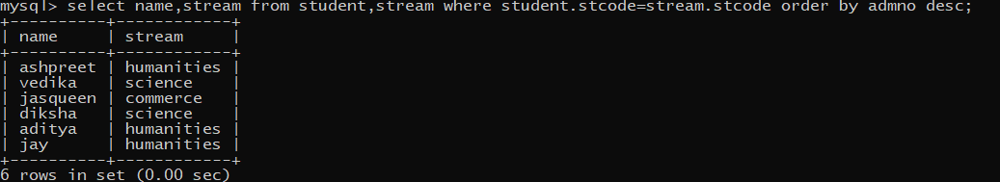 mysql> select name,stream from student,stream where student.stcode=stream.stcode order by admno desc;
+----------+------------+
| name     | stream     |
+----------+------------+
| ashpreet | humanities |
| vedika   | science    |
| jasqueen | commerce   |
| diksha   | science    |
| aditya   | humanities |
| jay      | humanities |
+----------+------------+
6 rows in set (0.00 sec)